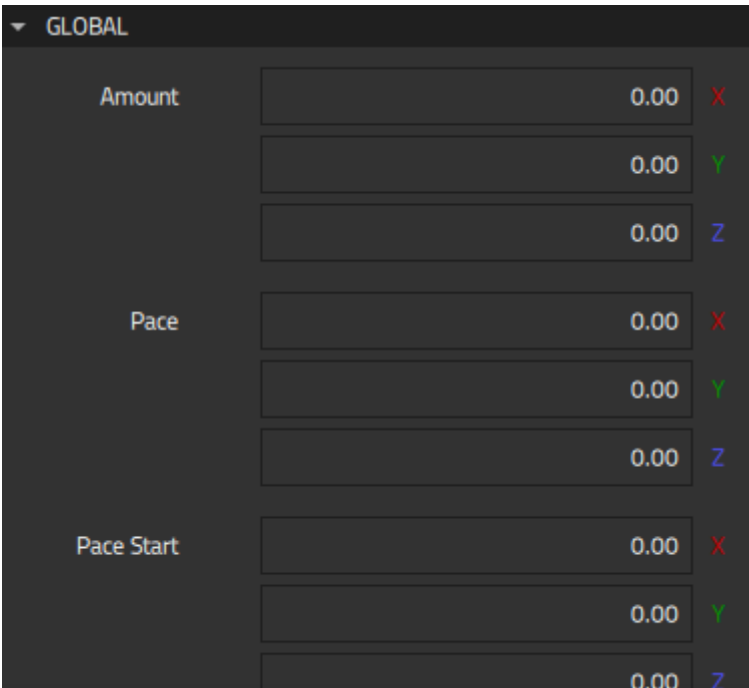 GLOBAL
Amount 0.00 X
0.00 Y
0.00 Z
Pace 0.00 X
0.00 Y
0.00 Z
Pace Start 0.00 X
0.00 Y
0.00 Z